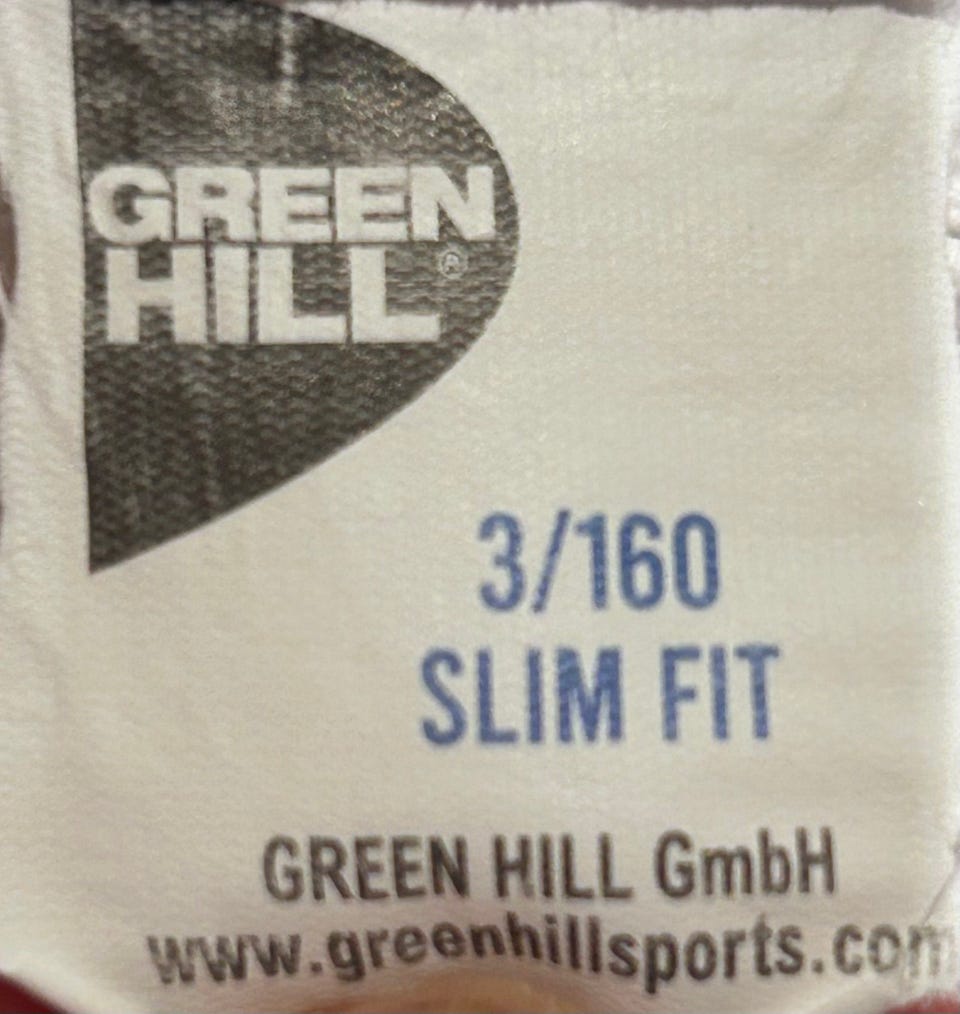 GREEN
HILL®
3/160
SLIM FIT
GREEN HILL GmbH
www.greenhillsports.com